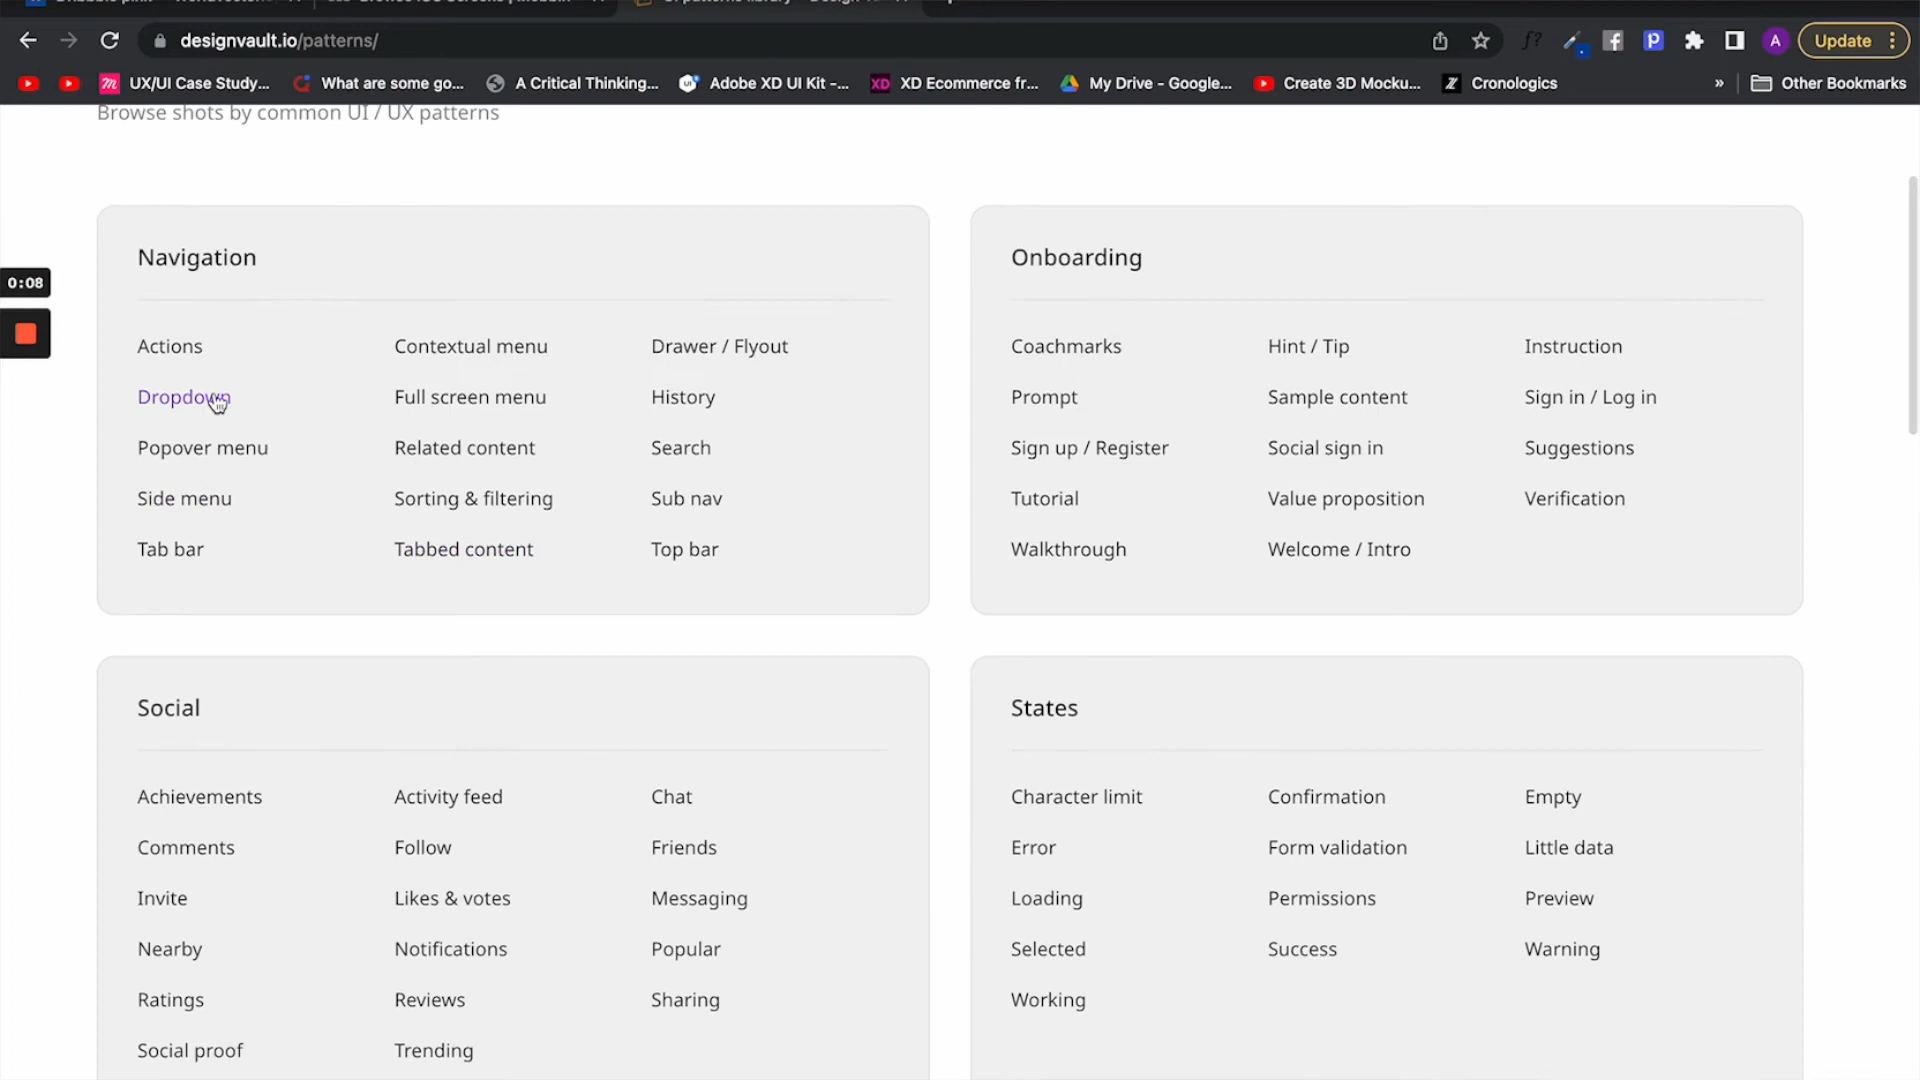 designvault.io/patterns/
f?
A
Update
UX/UI Case Study...
What are some go...
A Critical Thinking...
Adobe XD UI Kit -...
XD Ecommerce fr...
My Drive - Google...
Create 3D Mocku...
Cronologics
»
Other Bookmarks
Browse shots by common UI / UX patterns
0:08
Navigation
Actions
Contextual menu
Drawer / Flyout
Dropdown
Full screen menu
History
Popover menu
Related content
Search
Side menu
Sorting & filtering
Sub nav
Tab bar
Tabbed content
Top bar
Onboarding
Coachmarks
Hint / Tip
Instruction
Prompt
Sample content
Sign in / Log in
Sign up / Register
Social sign in
Suggestions
Tutorial
Value proposition
Verification
Walkthrough
Welcome / Intro
Social
Achievements
Activity feed
Chat
Comments
Follow
Friends
Invite
Likes & votes
Messaging
Nearby
Notifications
Popular
Ratings
Reviews
Sharing
Social proof
Trending
States
Character limit
Confirmation
Empty
Error
Form validation
Little data
Loading
Permissions
Preview
Selected
Success
Warning
Working